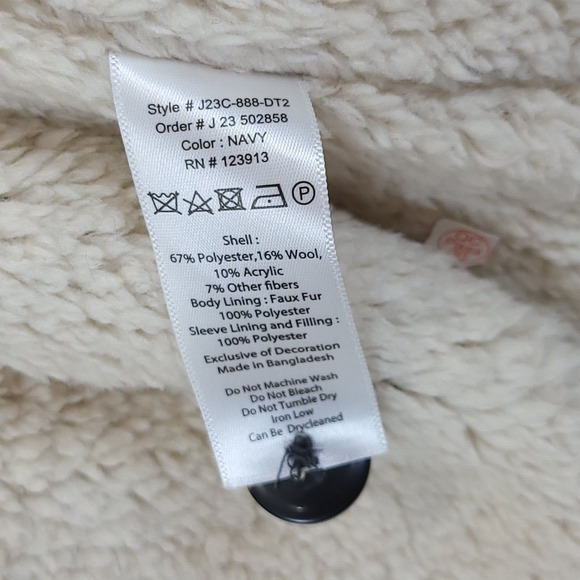 Style # J23C-888-DT2
Order # J 23 502858
Color : NAVY
RN # 123913
P
Shell :
67% Polyester,16% Wool,
10% Acrylic
7% Other fibers
Body Lining : Faux Fur
100% Polyester
Sleeve Lining and Filling :
100% Polyester
Exclusive of Decoration
Made in Bangladesh
Do Not Machine Wash
Do Not Bleach
Do Not Tumble Dry
Iron Low
Can Be Drycleaned